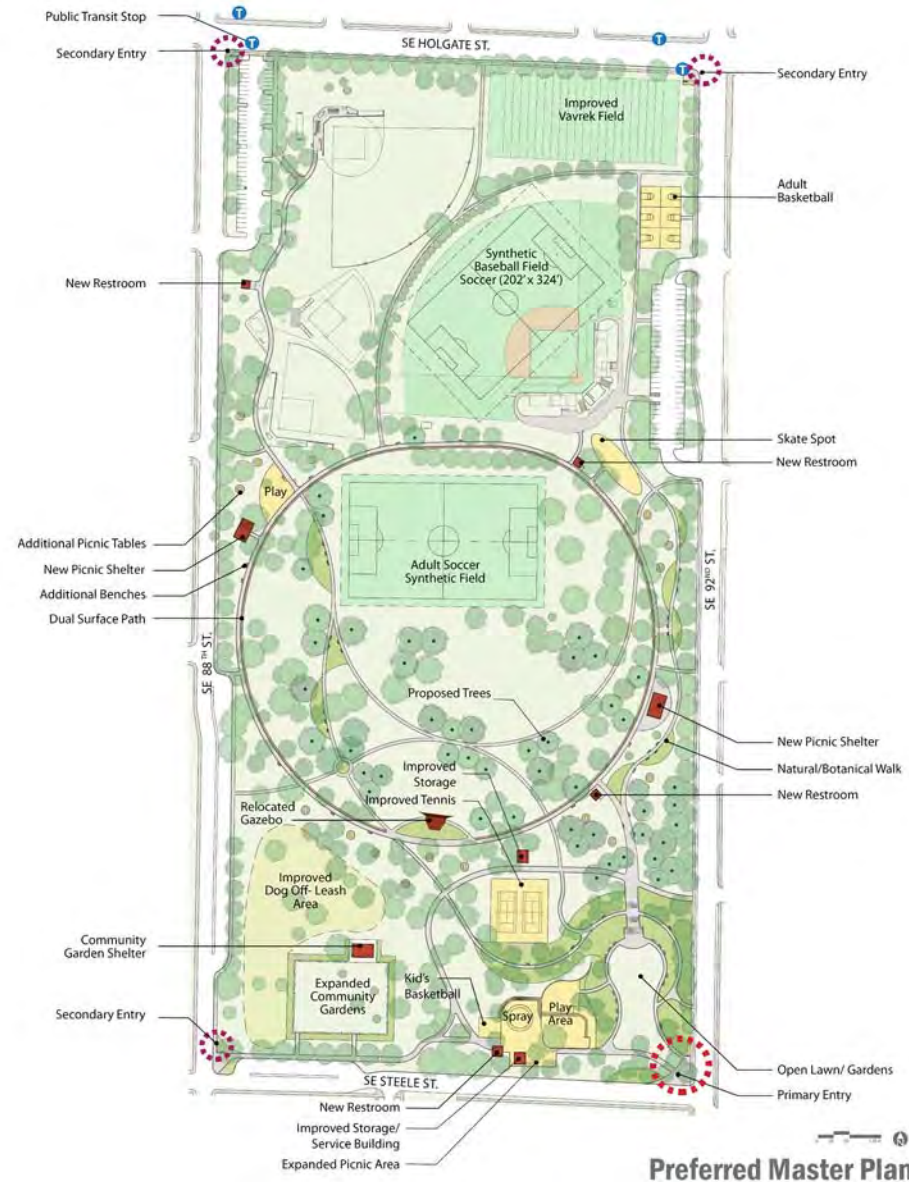 T
T
T
T
Public Transit Stop
SE HOLGATE ST.
Secondary Entry
Secondary Entry
Improved
Vavrek Field
Adult
Basketball
Synthetic
Baseball Field
Soccer (202' x 324')
New Restroom
Skate Spot
New Restroom
Play
Additional Picnic Tables
New Picnic Shelter
Additional Benches
Dual Surface Path
Adult Soccer
Synthetic Field
SE 92ND ST.
SE 88TH ST.
Proposed Trees
New Picnic Shelter
Natural/Botanical Walk
New Restroom
Improved
Storage
Improved Tennis
Relocated
Gazebo
Improved
Dog Off- Leash
Area
Community
Garden Shelter
Expanded
Community
Gardens
Kid's
Basketball
Spray
Play
Area
Secondary Entry
Open Lawn/ Gardens
Primary Entry
SE STEELE ST.
New Restroom
Improved Storage/
Service Building
Expanded Picnic Area
Preferred Master Plan